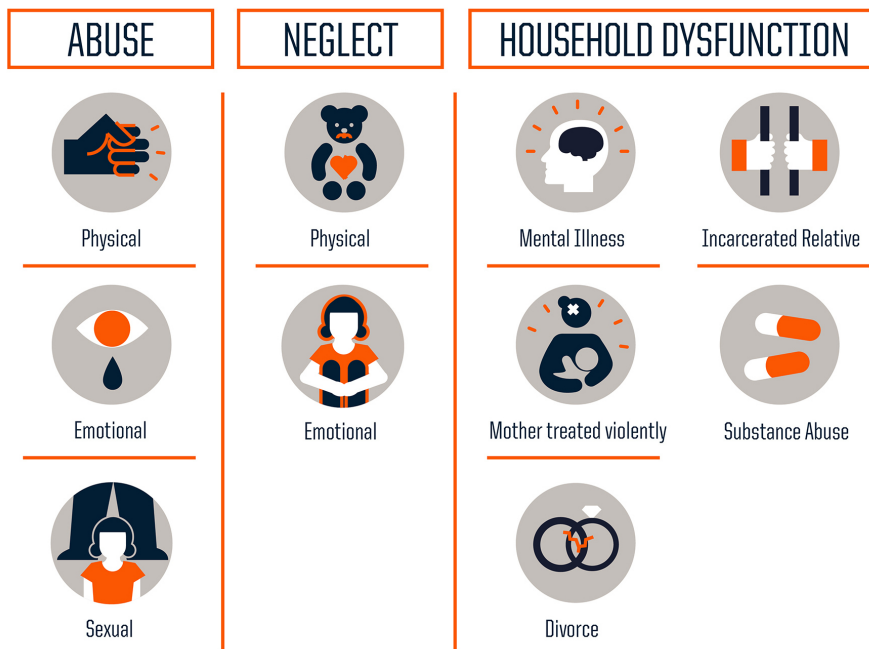 ABUSE
Physical
Emotional
Sexual
NEGLECT
Physical
Emotional
HOUSEHOLD DYSFUNCTION
Mental Illness
Incarcerated Relative
Mother treated violently
Substance Abuse
Divorce